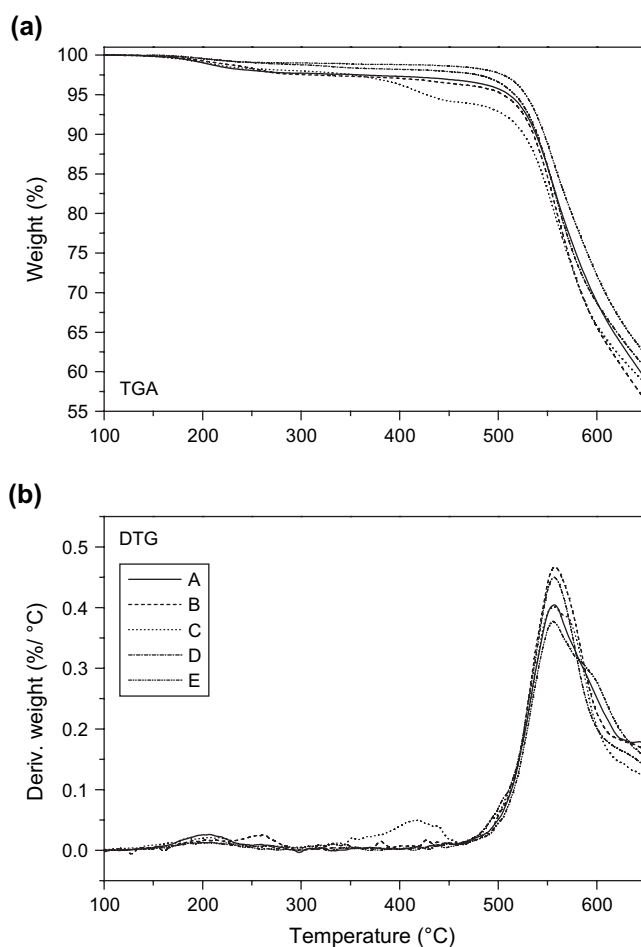 (a)
100
95
90
85
80
75
70
65
60
55
Weight (%)
TGA
100 200 300 400 500 600
(b)
DTG
A
B
C
D
E
0.5
0.4
0.3
0.2
0.1
0.0
Deriv. weight (%/ °C)
100 200 300 400 500 600
Temperature (°C)